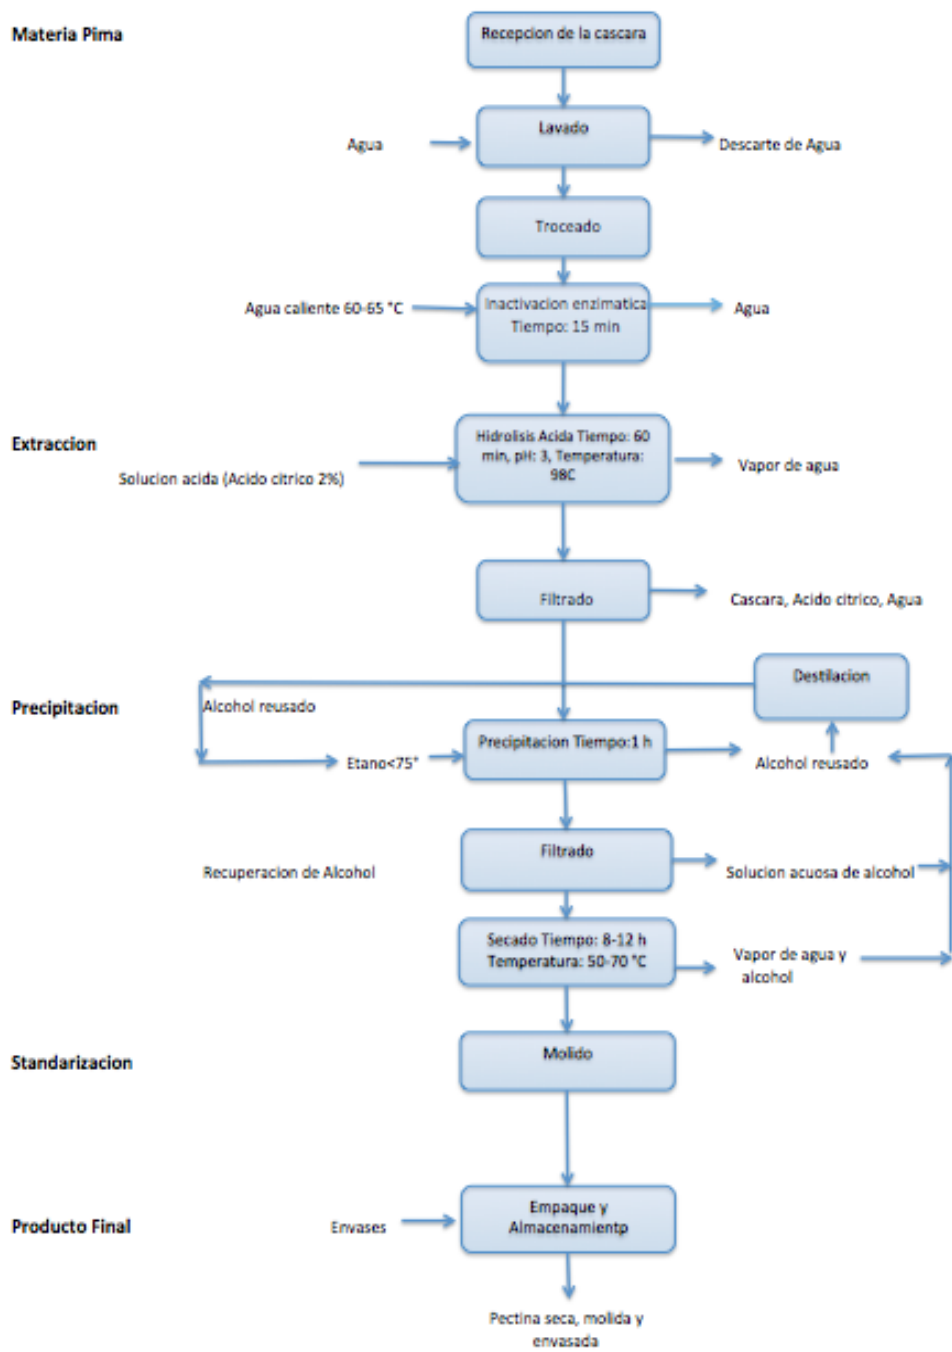 Materia Pima
Recepcion de la cascara
Lavado
Agua
Descarte de Agua
Troceado
Agua caliente 60-65 °C
Inactivacion enzimatica
Tiempo: 15 min
Agua
Extraccion
Hidrolisis Acida Tiempo: 60
min, pH: 3, Temperatura:
98C
Solucion acida (Acido citrico 2%)
Vapor de agua
Filtrado
Cascara, Acido citrico, Agua
Destilacion
Precipitacion
Alcohol reusado
Precipitacion Tiempo:1 h
Etano<75°
Alcohol reusado
Filtrado
Recuperacion de Alcohol
Solucion acuosa de alcohol
Secado Tiempo: 8-12 h
Temperatura: 50-70 °C
Vapor de agua y
alcohol
Standarizacion
Molido
Producto Final
Envases
Empaque y
Almacenamientp
Pectina seca, molida y
envasada